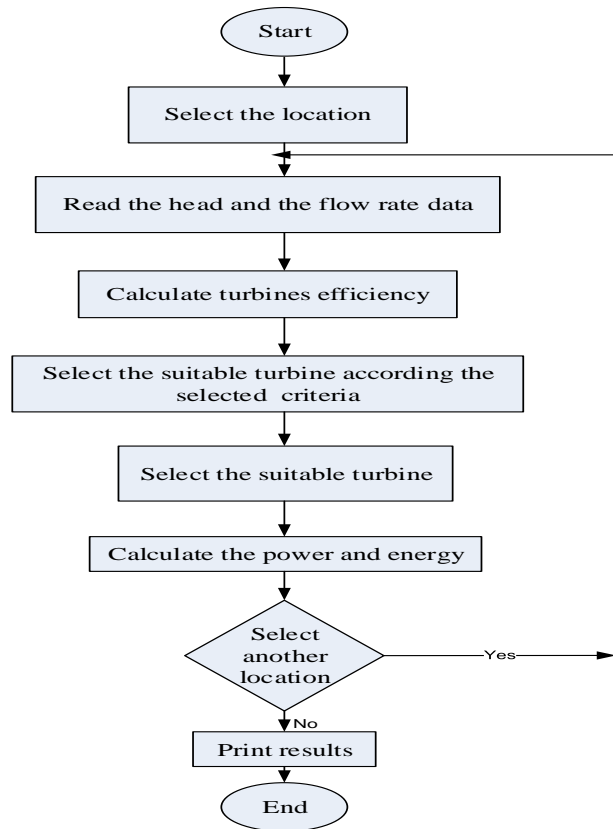 Start
Select the location
Read the head and the flow rate data
Calculate turbines efficiency
Select the suitable turbine according the
selected criteria
Select the suitable turbine
Calculate the power and energy
Select
another
location
Yes
No
Print results
End